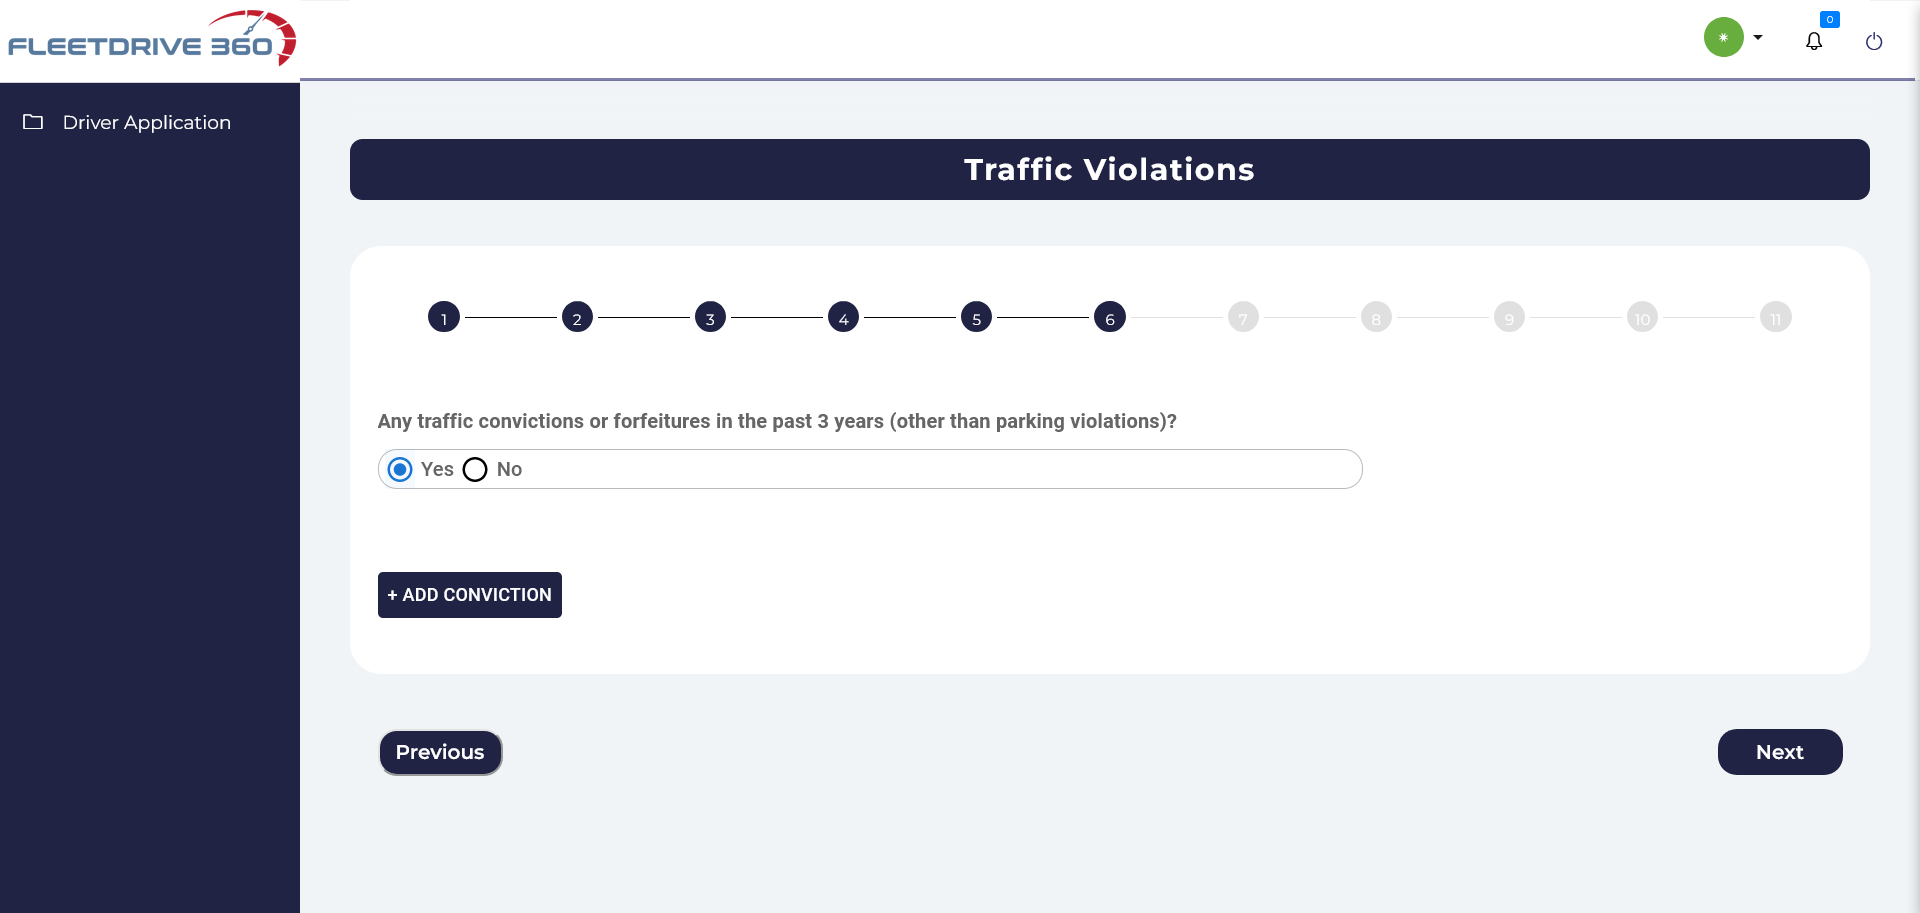 FLEETDRIVE 360
0
Driver Application
Traffic Violations
1 2 3 4 5 6 7 8 9 10 11
Any traffic convictions or forfeitures in the past 3 years (other than parking violations)?
Yes No
+ ADD CONVICTION
Previous Next